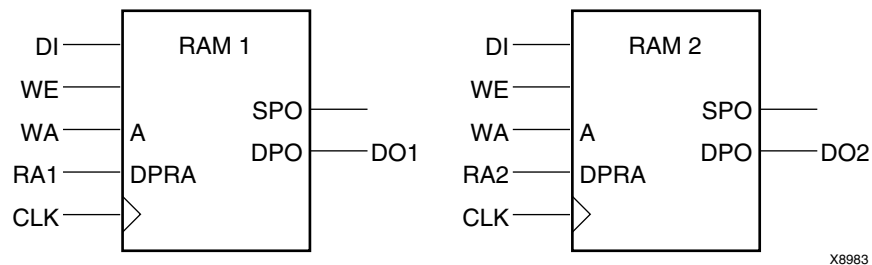 DI RAM 1
WE
SPO
WA A
DPO DO1
RA1 DPRA
CLK
DI RAM 2
WE
SPO
WA A
DPO DO2
RA2 DPRA
CLK
X8983